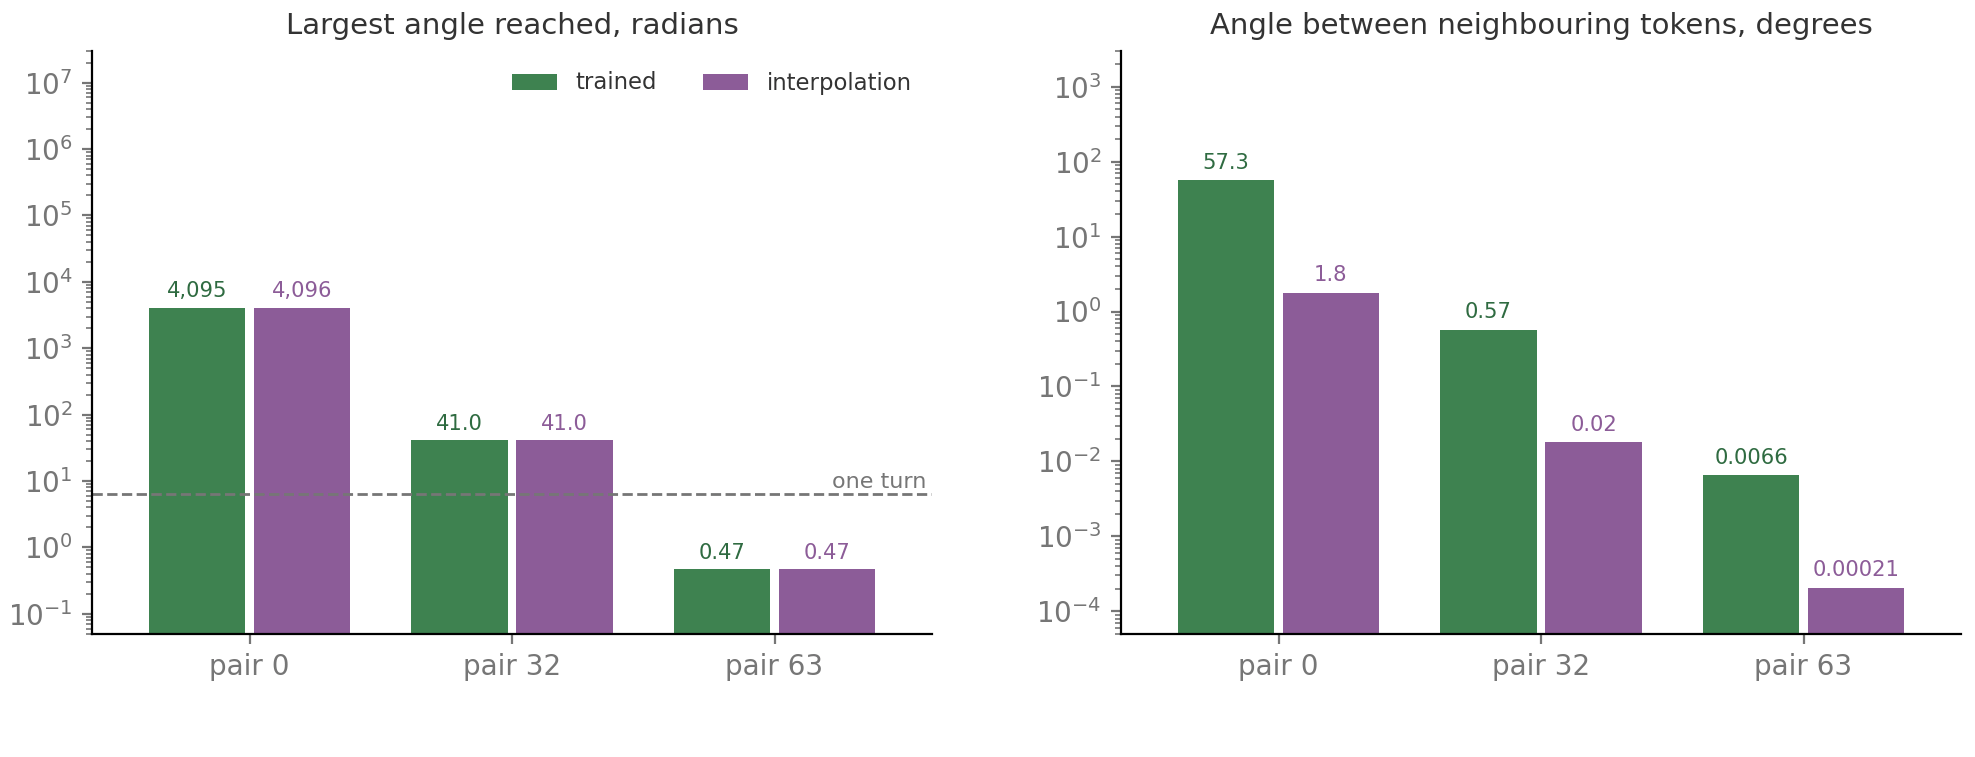 Largest angle reached, radians
trained
interpolation
10^7
10^6
10^5
10^4
10^3
10^2
10^1
10^0
10^-1
4,095
4,096
41.0
41.0
0.47
0.47
one turn
pair 0
pair 32
pair 63
Angle between neighbouring tokens, degrees
10^3
10^2
10^1
10^0
10^-1
10^-2
10^-3
10^-4
57.3
1.8
0.57
0.02
0.0066
0.00021
pair 0
pair 32
pair 63